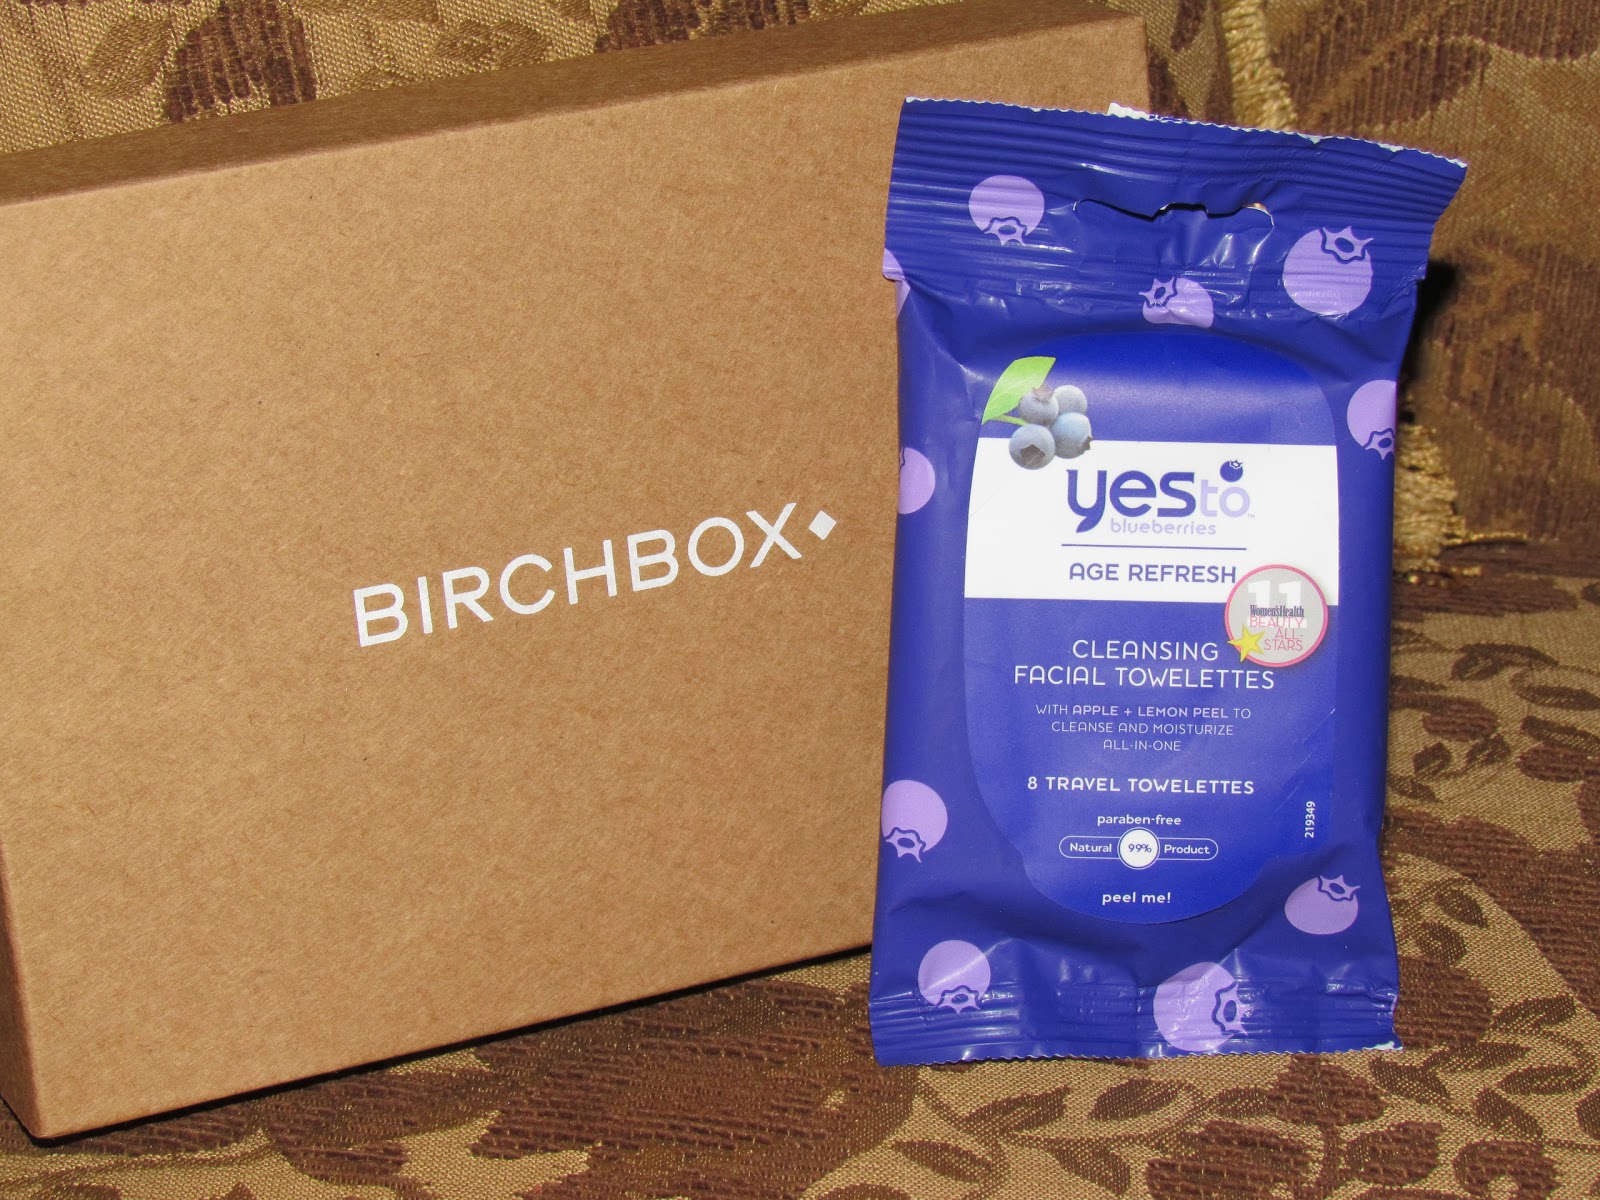 BIRCHBOX
yes to™
blueberries
AGE REFRESH
11
Women'sHealth
BEAUTY
ALL-
STARS
CLEANSING
FACIAL TOWELETTES
WITH APPLE + LEMON PEEL TO
CLEANSE AND MOISTURIZE
ALL-IN-ONE
8 TRAVEL TOWELETTES
paraben-free
Natural 99% Product
peel me!
219349